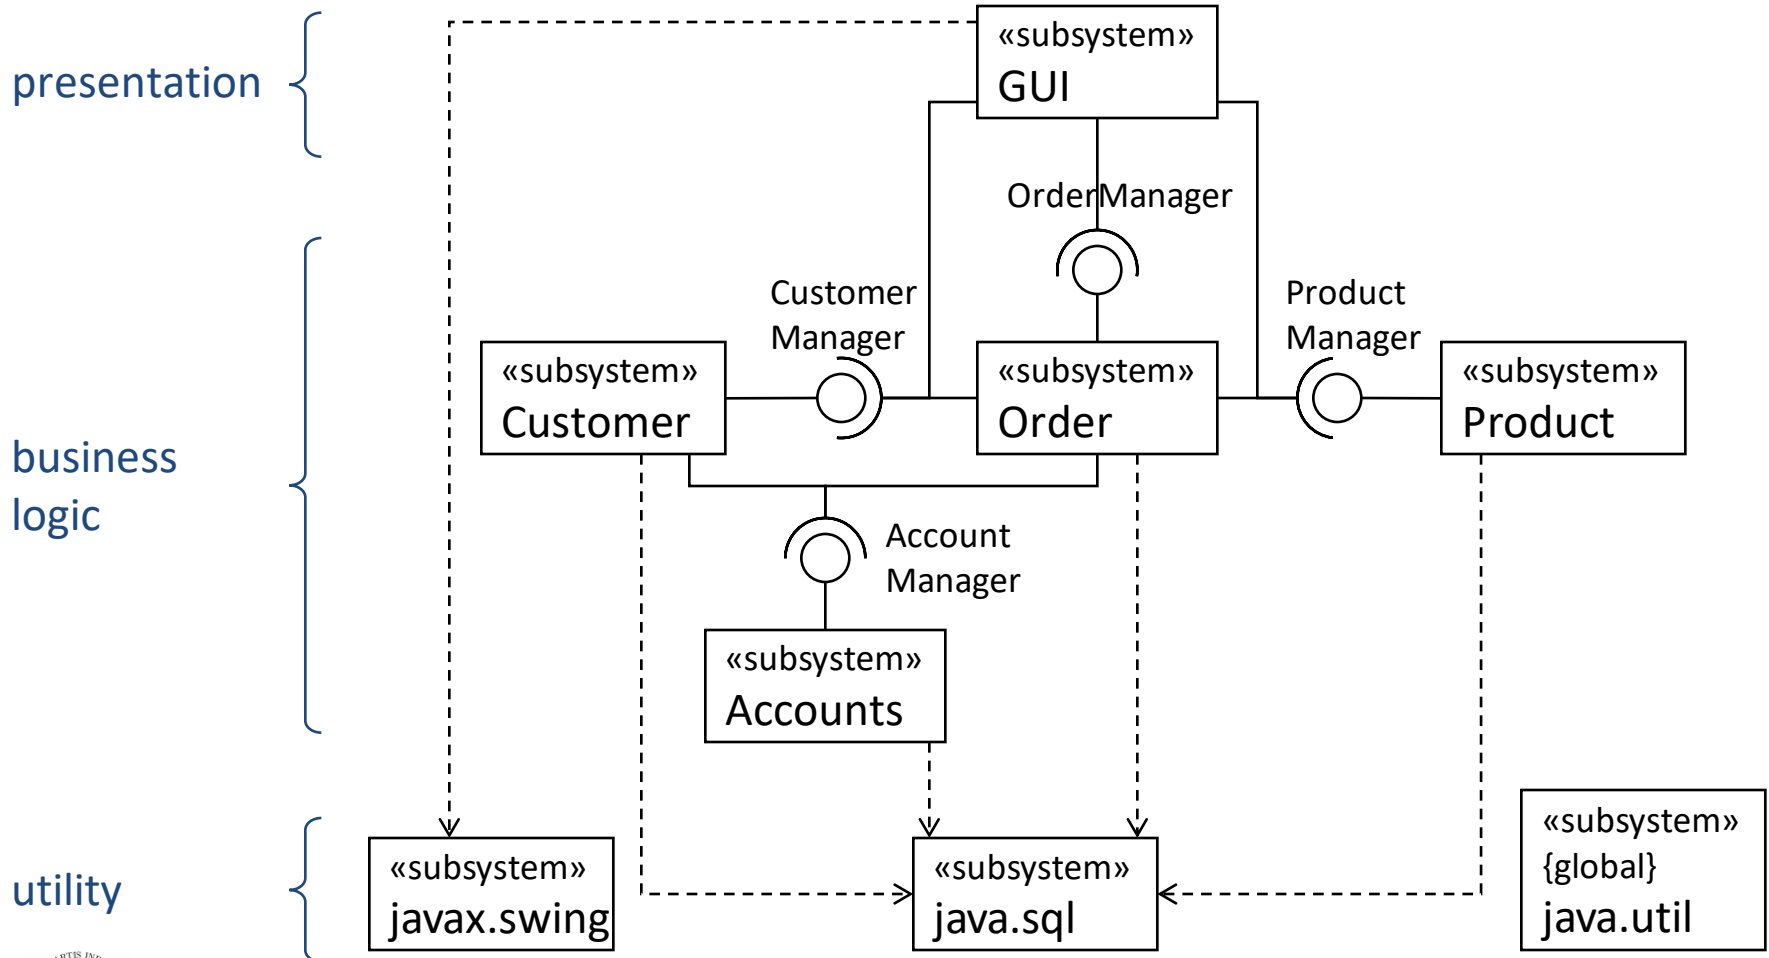 «subsystem»
GUI
presentation
OrderManager
Customer
Manager
Product
Manager
«subsystem»
Customer
«subsystem»
Order
«subsystem»
Product
business
logic
Account
Manager
«subsystem»
Accounts
utility
«subsystem»
javax.swing
«subsystem»
java.sql
«subsystem»
{global}
java.util